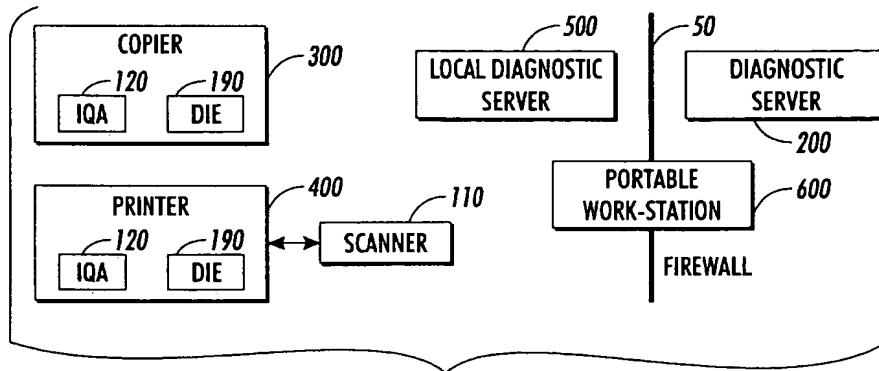 COPIER
300
120
190
IQA
DIE
500
50
LOCAL DIAGNOSTIC
SERVER
DIAGNOSTIC
SERVER
200
PRINTER
400
120
190
IQA
DIE
110
SCANNER
PORTABLE
WORK-STATION
600
FIREWALL